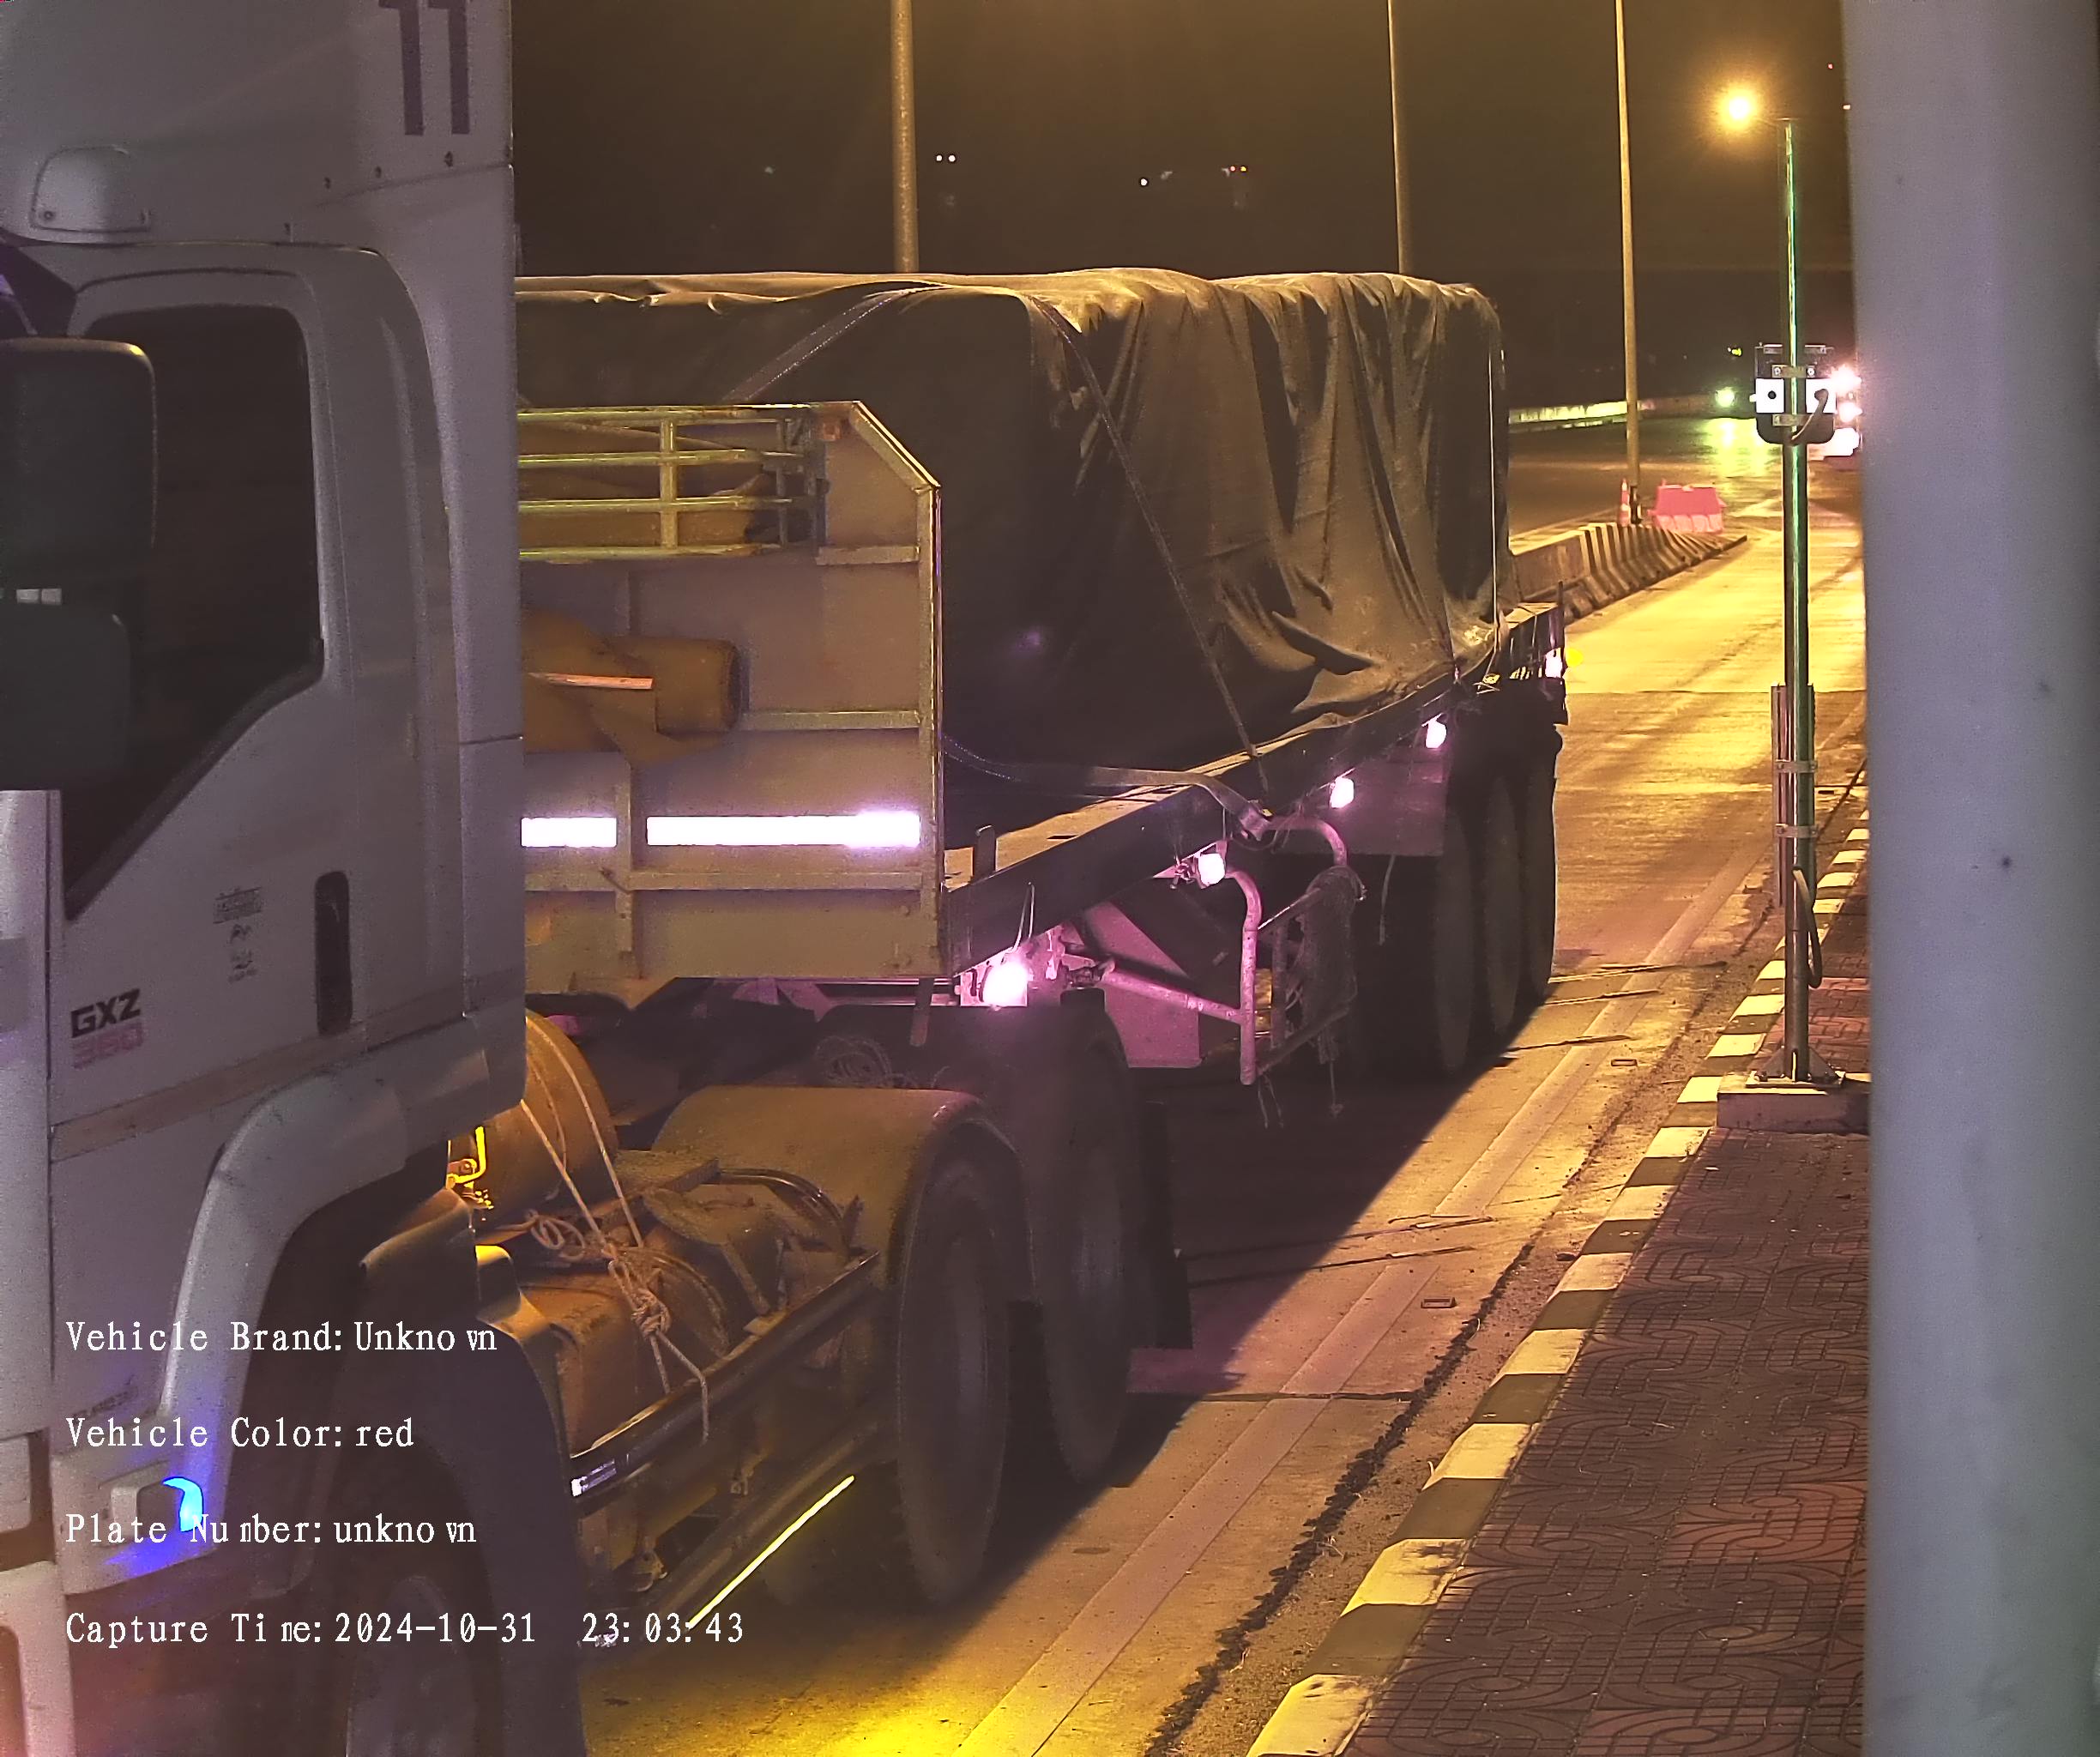 11
GXZ
360
Vehicle Brand:Unknown
Vehicle Color:red
Plate Number:unknown
Capture Time:2024-10-31 23:03:43